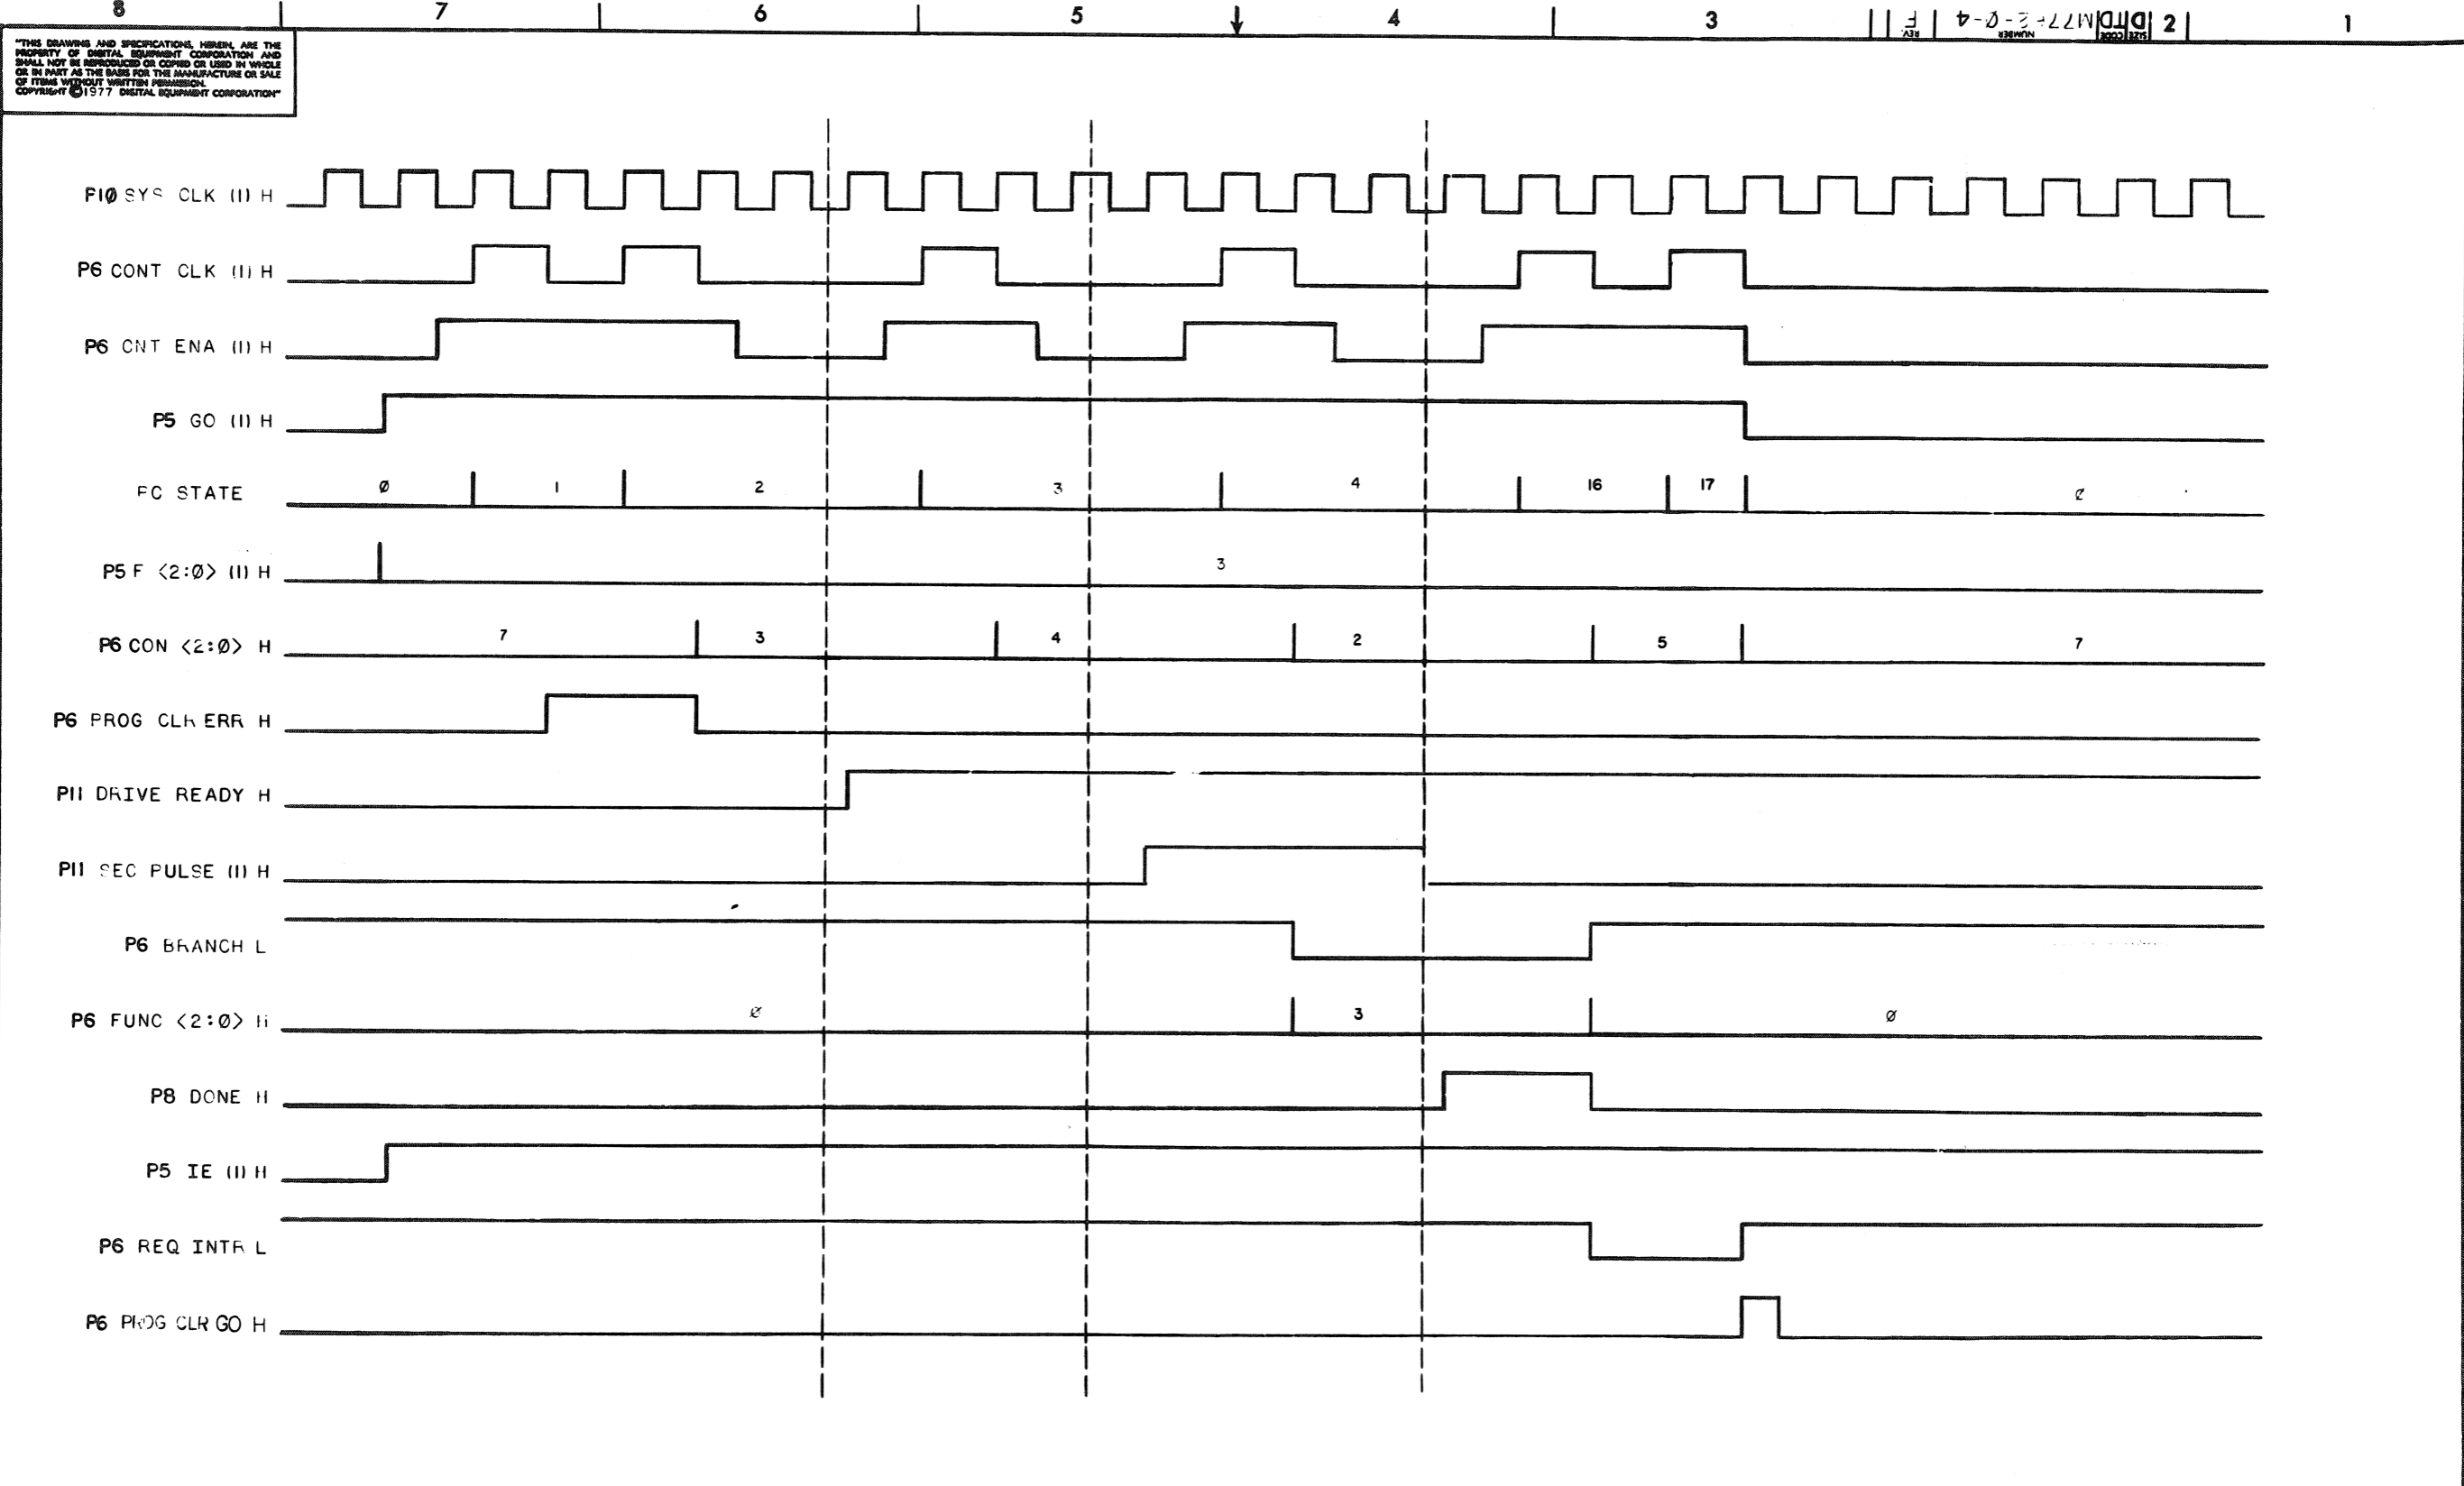 8 7 6 5 4 3 2 1
REV. F NUMBER SIZE CODE D TD
"THIS DRAWING AND SPECIFICATIONS, HEREIN, ARE THE
PROPERTY OF DIGITAL EQUIPMENT CORPORATION AND
SHALL NOT BE REPRODUCED OR COPIED OR USED IN WHOLE
OR IN PART AS THE BASIS FOR THE MANUFACTURE OR SALE
OF ITEMS WITHOUT WRITTEN PERMISSION.
COPYRIGHT ©1977 DIGITAL EQUIPMENT CORPORATION"
P10 SYS CLK (1) H
P6 CONT CLK (1) H
P6 CNT ENA (1) H
P5 GO (1) H
FC STATE Ø 1 2 3 4 16 17 Ø
P5 F <2:Ø> (1) H 3
P6 CON <2:Ø> H 7 3 4 2 5 7
P6 PROG CLR ERR H
P11 DRIVE READY H
P11 SEC PULSE (1) H
P6 BRANCH L
P6 FUNC <2:Ø> H Ø 3 Ø
P8 DONE H
P5 IE (1) H
P6 REQ INTR L
P6 PROG CLR GO H